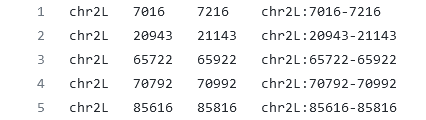 1 chr2L 7016 7216 chr2L:7016-7216
2 chr2L 20943 21143 chr2L:20943-21143
3 chr2L 65722 65922 chr2L:65722-65922
4 chr2L 70792 70992 chr2L:70792-70992
5 chr2L 85616 85816 chr2L:85616-85816